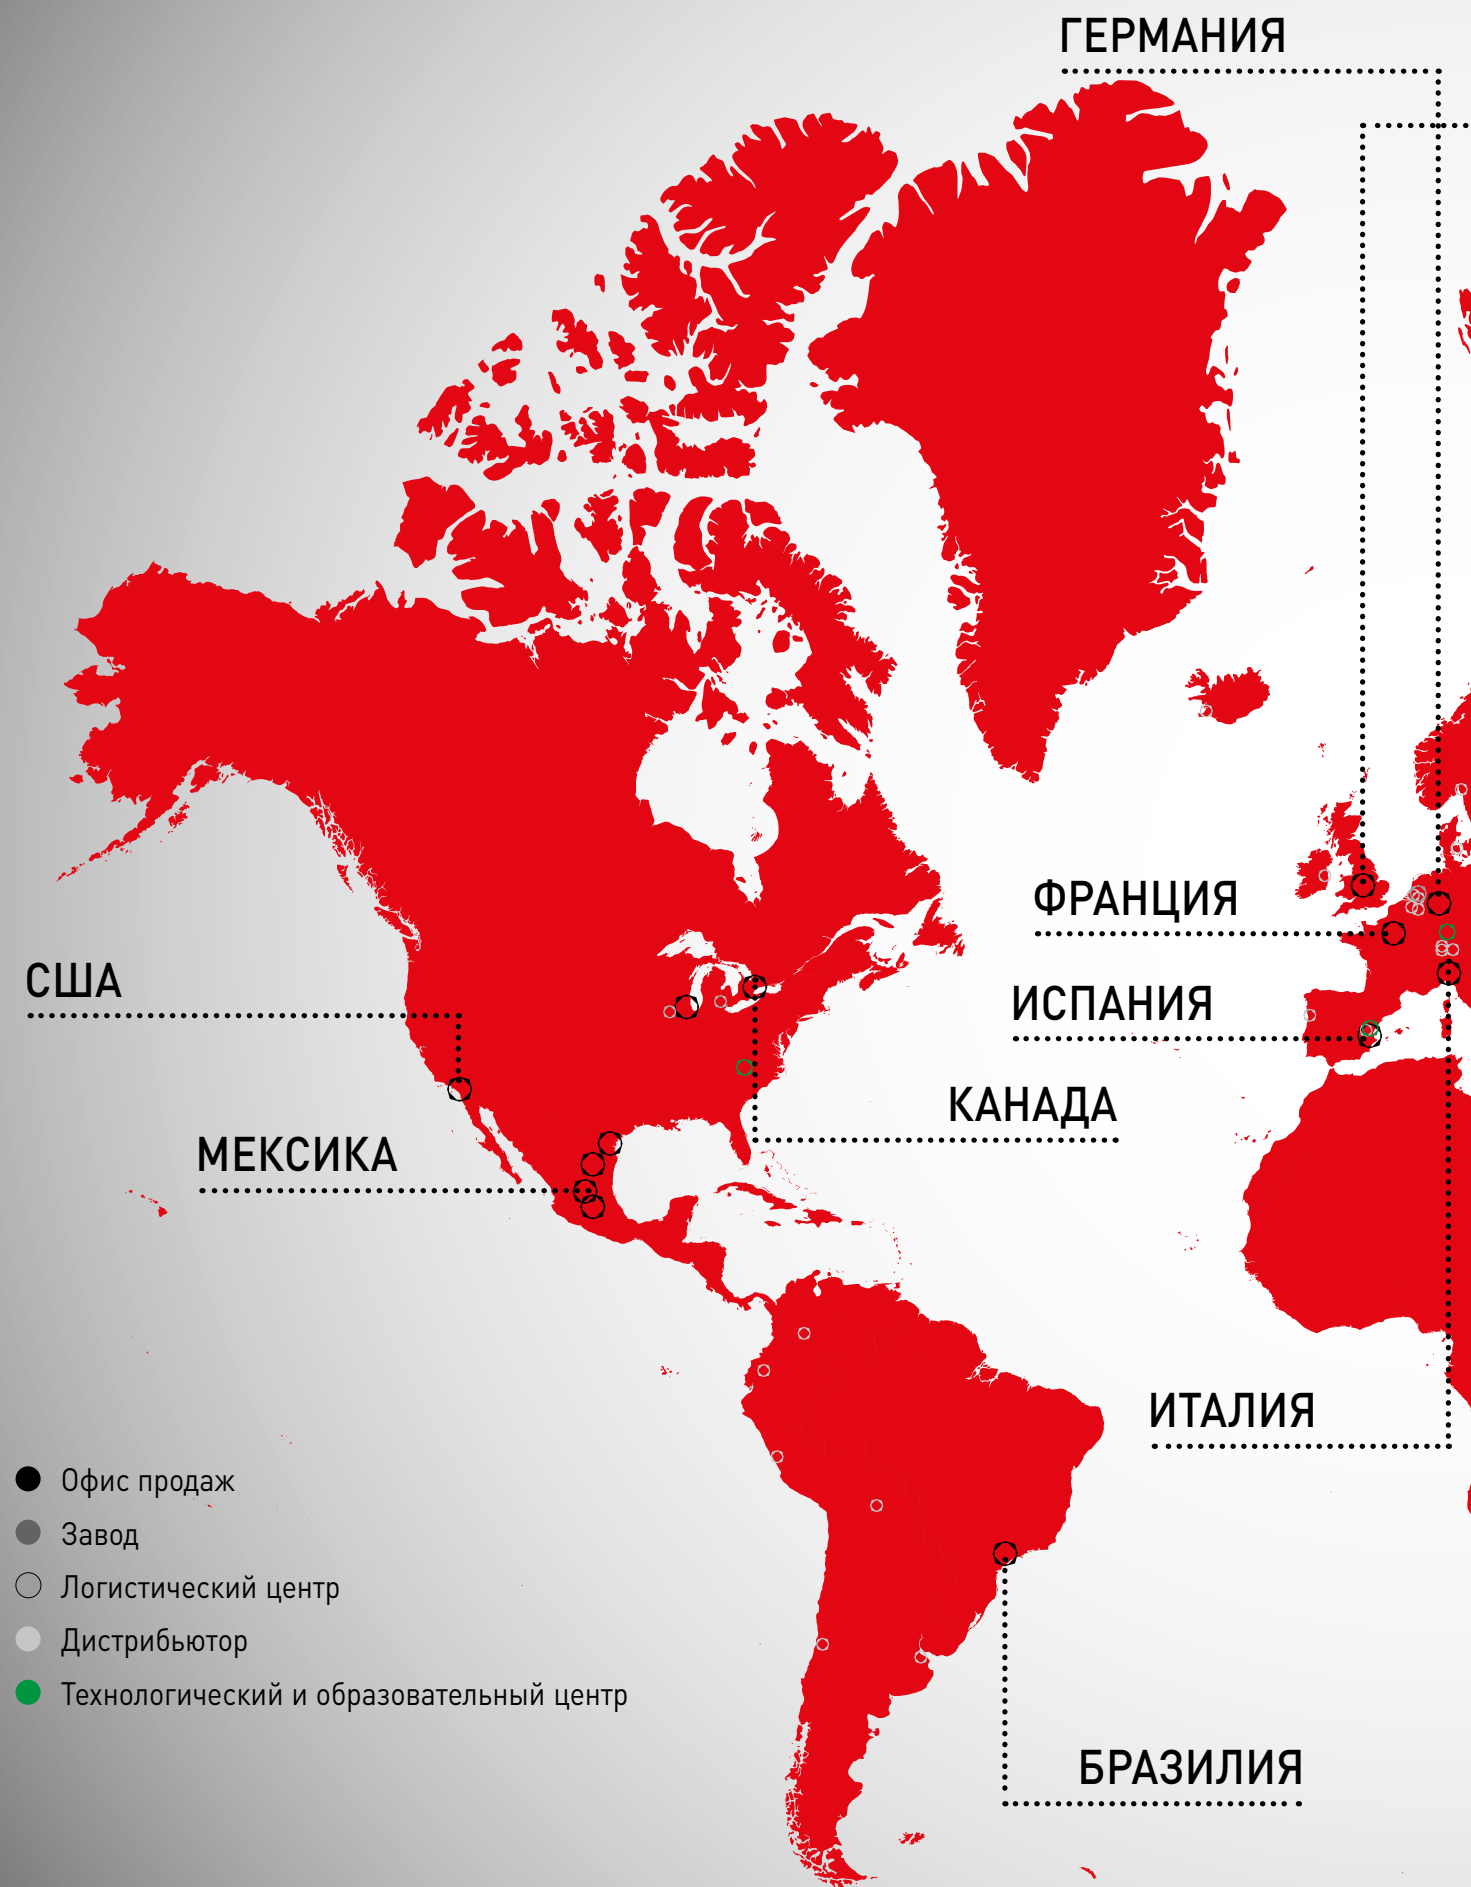 ГЕРМАНИЯ
ФРАНЦИЯ
США
ИСПАНИЯ
КАНАДА
МЕКСИКА
ИТАЛИЯ
Офис продаж
Завод
Логистический центр
Дистрибьютор
Технологический и образовательный центр
БРАЗИЛИЯ